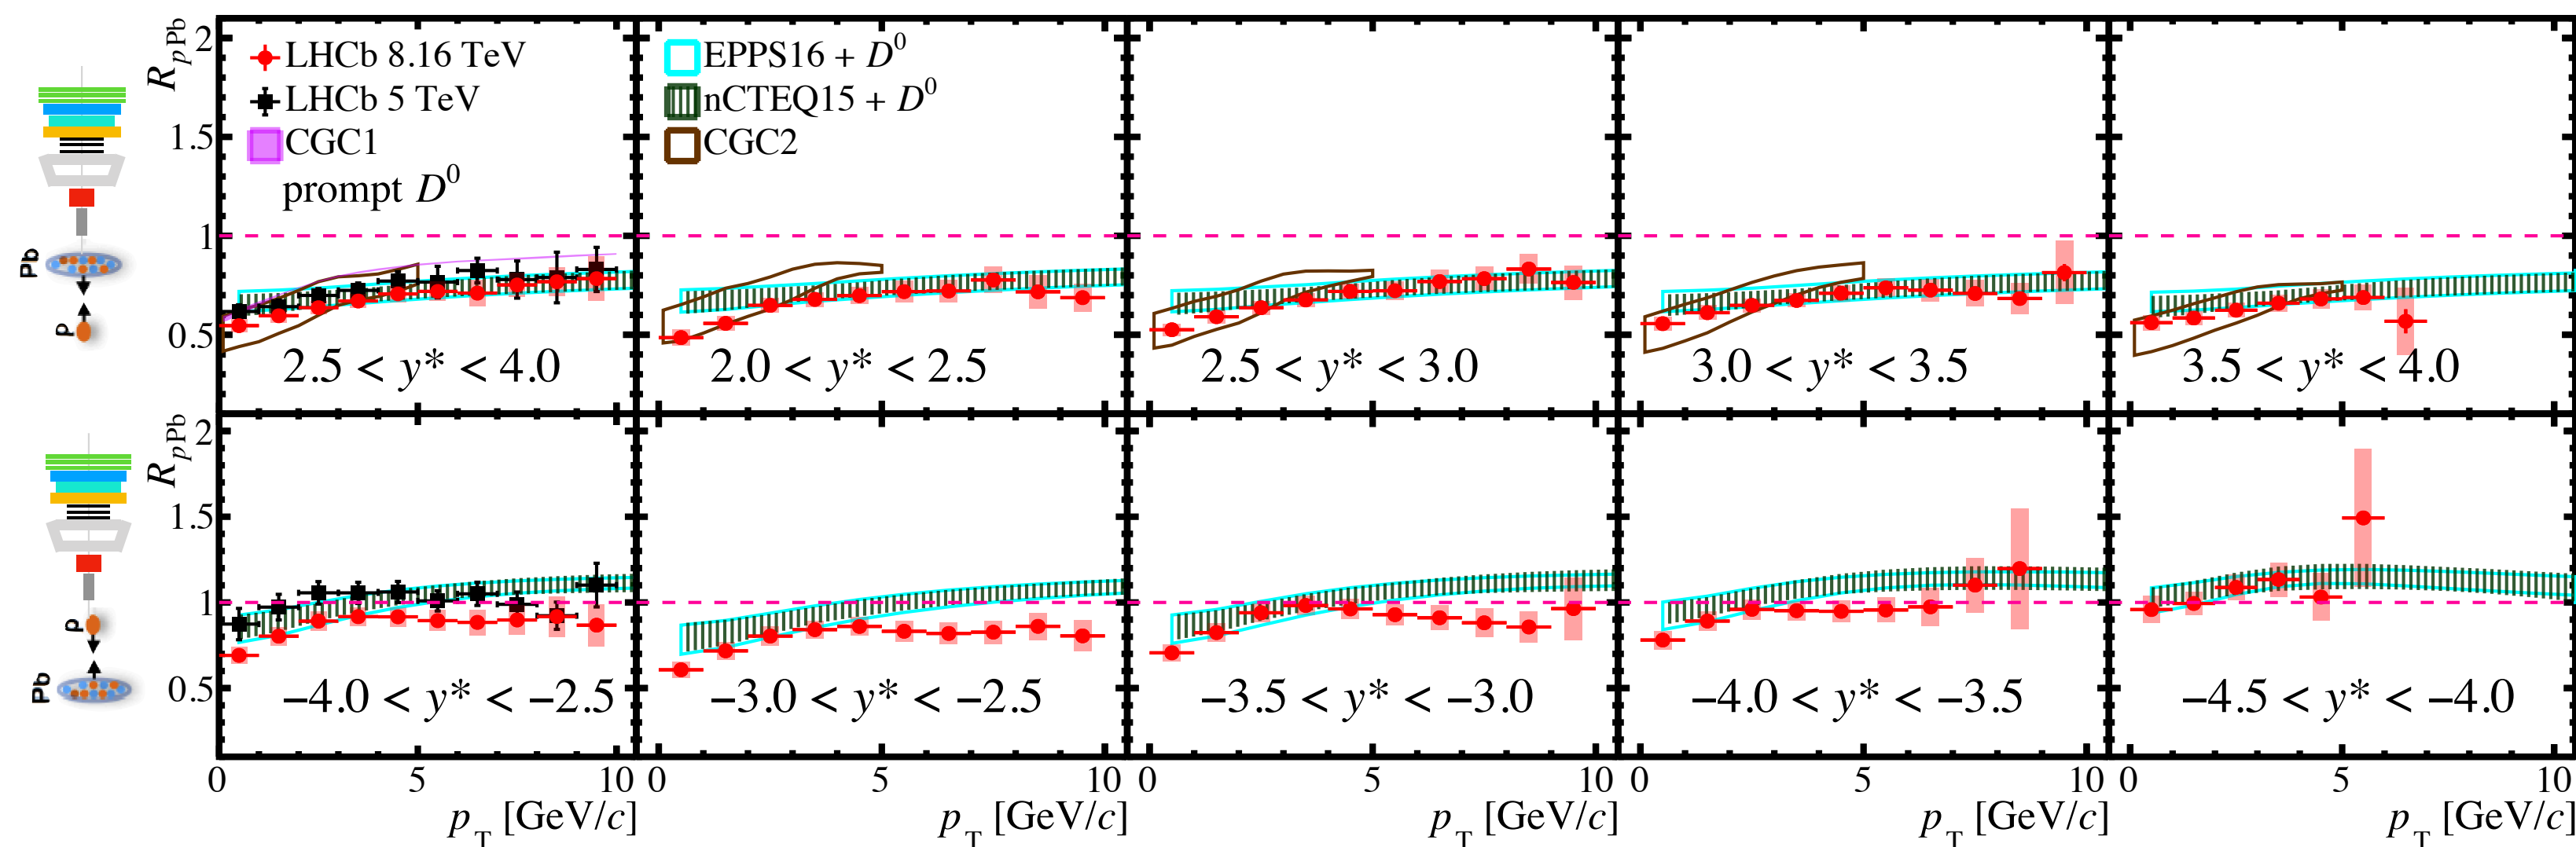 R_pPb
2
1.5
1
0.5
LHCb 8.16 TeV
LHCb 5 TeV
CGC1
prompt D^0
EPPS16 + D^0
nCTEQ15 + D^0
CGC2
Pb
p
2.5 < y* < 4.0
2.0 < y* < 2.5
2.5 < y* < 3.0
3.0 < y* < 3.5
3.5 < y* < 4.0
R_pPb
2
1.5
1
0.5
p
Pb
−4.0 < y* < −2.5
−3.0 < y* < −2.5
−3.5 < y* < −3.0
−4.0 < y* < −3.5
−4.5 < y* < −4.0
0 5 10 0 5 10 0 5 10 0 5 10 0 5 10
p_T [GeV/c] p_T [GeV/c] p_T [GeV/c] p_T [GeV/c] p_T [GeV/c]